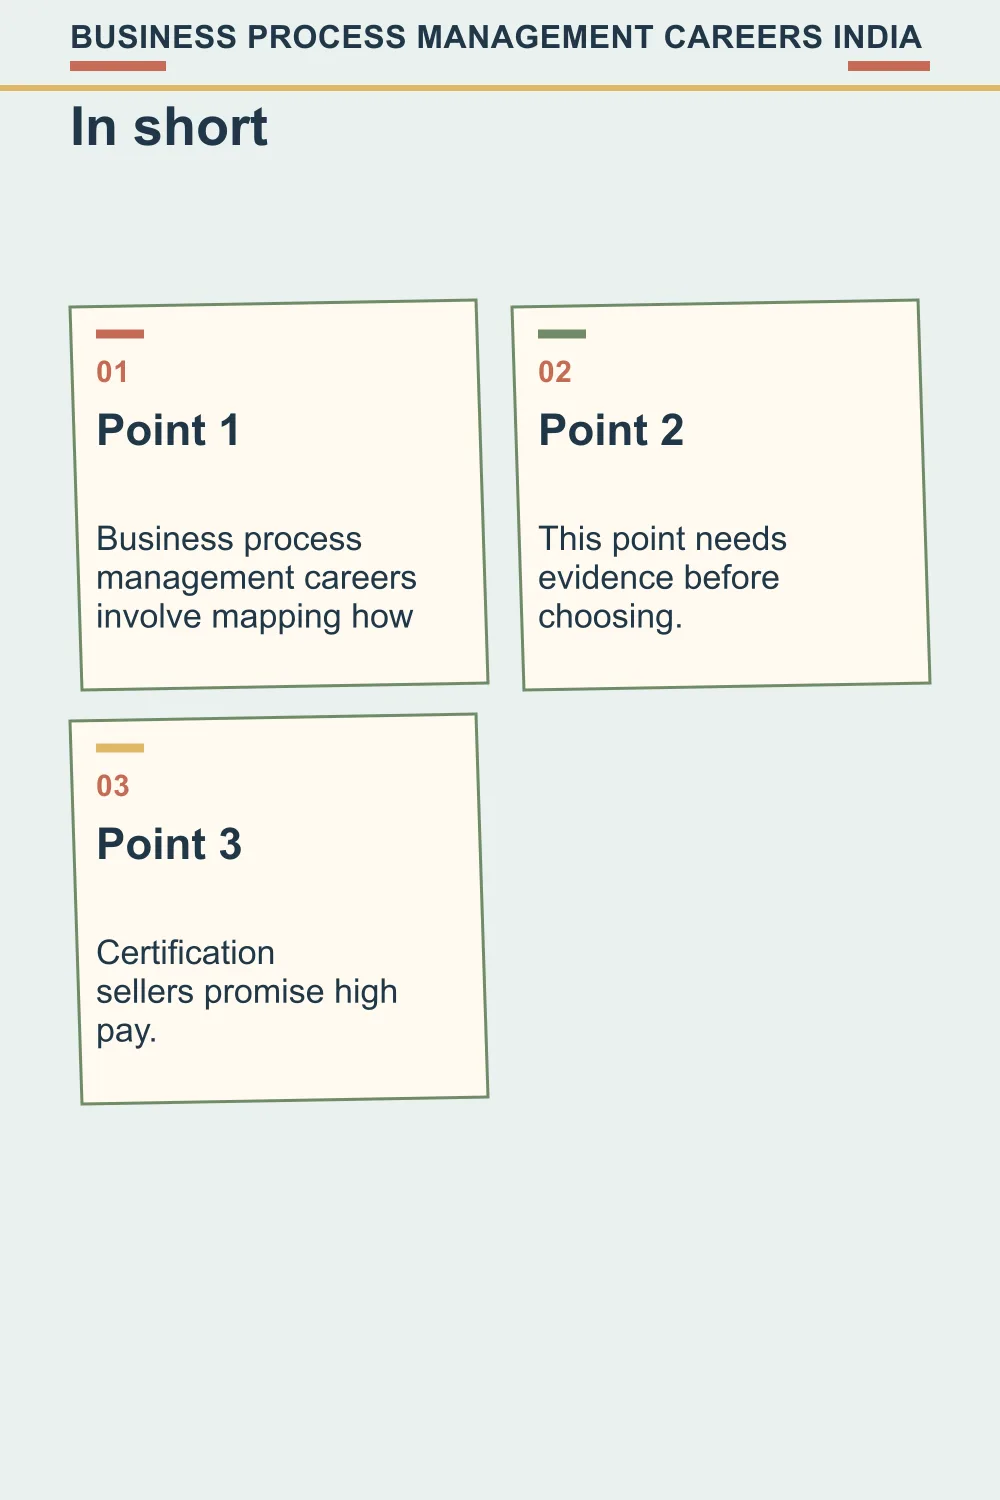 BUSINESS PROCESS MANAGEMENT CAREERS INDIA
In short
01
Point 1
Business process
management careers
involve mapping how
02
Point 2
This point needs
evidence before
choosing.
03
Point 3
Certification
sellers promise high
pay.